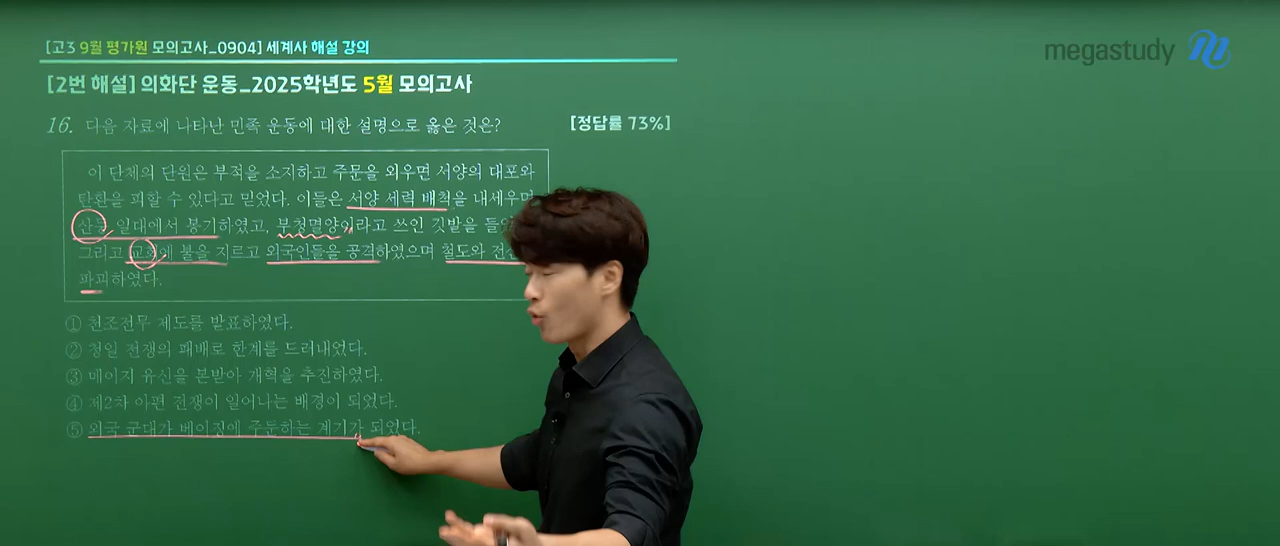 [고3 9월 평가원 모의고사_0904] 세계사 해설 강의
megastudy
[2번 해설] 의화단 운동_2025학년도 5월 모의고사
16. 다음 자료에 나타난 민족 운동에 대한 설명으로 옳은 것은?
[정답률 73%]
이 단체의 단원은 부적을 소지하고 주문을 외우면 서양의 대포와
탄환을 피할 수 있다고 믿었다. 이들은 서양 세력 배척을 내세우며
산둥 일대에서 봉기하였고, '부청멸양'이라고 쓰인 깃발을
그리고 교회에 불을 지르고 외국인들을 공격하였으며 철도와
파괴하였다.
① 천조전무 제도를 발표하였다.
② 청일 전쟁의 패배로 한계를 드러내었다.
③ 메이지 유신을 본받아 개혁을 추진하였다.
④ 제2차 아편 전쟁이 일어나는 배경이 되었다.
⑤ 외국 군대가 베이징에 주둔하는 계기가 되었다.